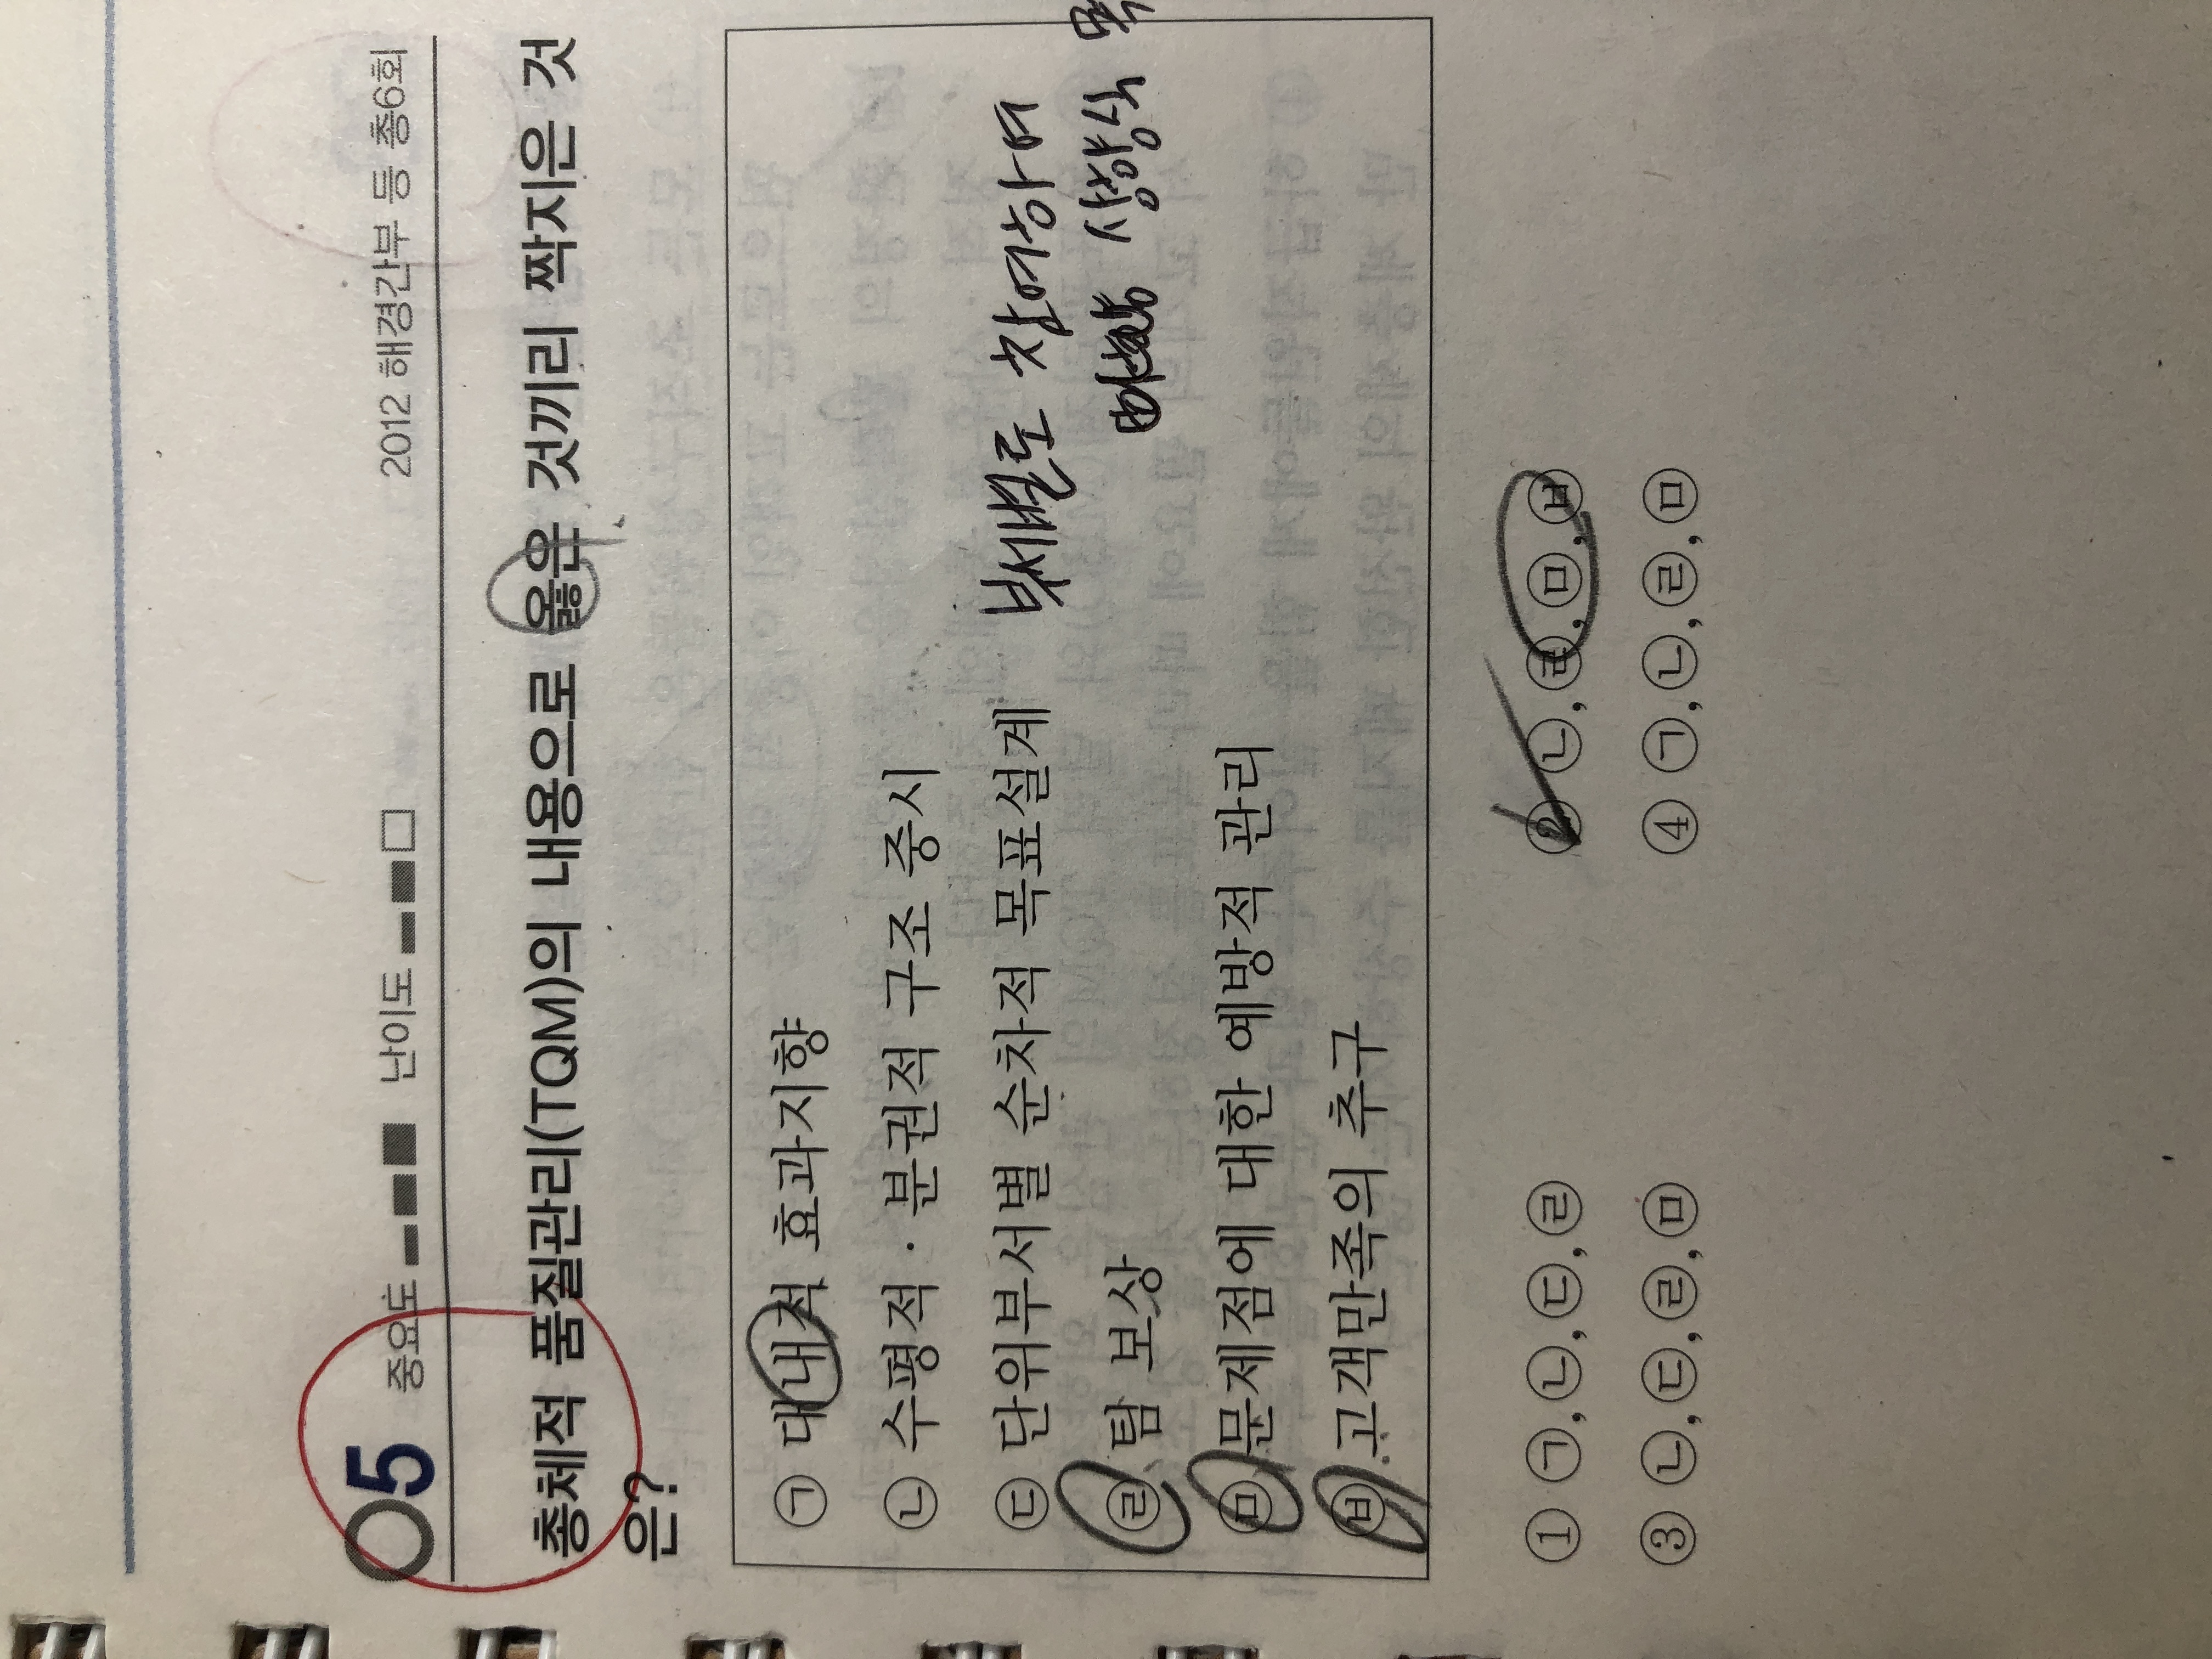 05 중요도 난이도 2012 해경간부 등 총6회
총체적 품질관리(TQM)의 내용으로 옳은 것끼리 짝지은 것
은?
㉠ 대내적 효과지향
㉡ 수평적·분권적 구조 중시
㉢ 단위부서별 순차적 목표설계
부세별로 참여하여
㉣ 팀 보상
상향식
㉤ 문제점에 대한 예방적 관리
㉥ 고객만족의 추구
① ㉠,㉡,㉢,㉣ ② ㉡,㉣,㉤,㉥
③ ㉡,㉢,㉣,㉤ ④ ㉠,㉡,㉣,㉤